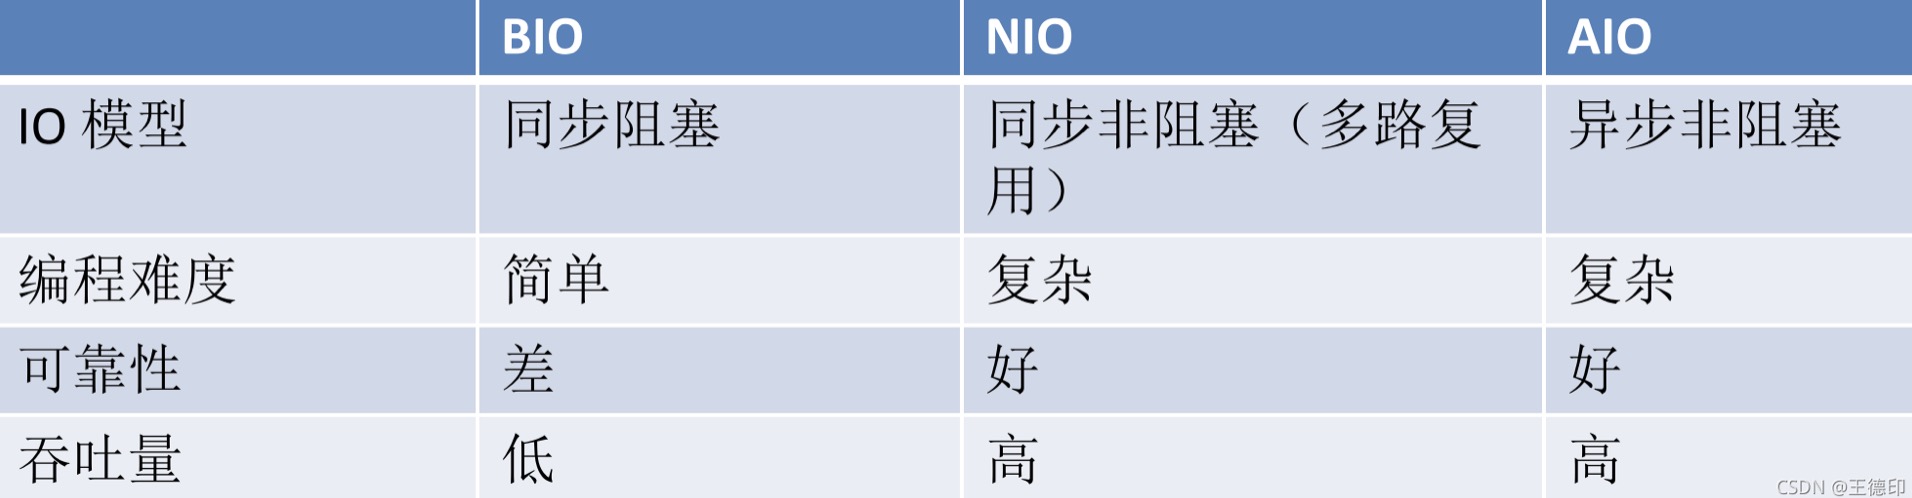 BIO NIO AIO
IO 模型 同步阻塞 同步非阻塞（多路复 异步非阻塞
用）
编程难度 简单 复杂 复杂
可靠性 差 好 好
吞吐量 低 高 高
CSDN @王德印